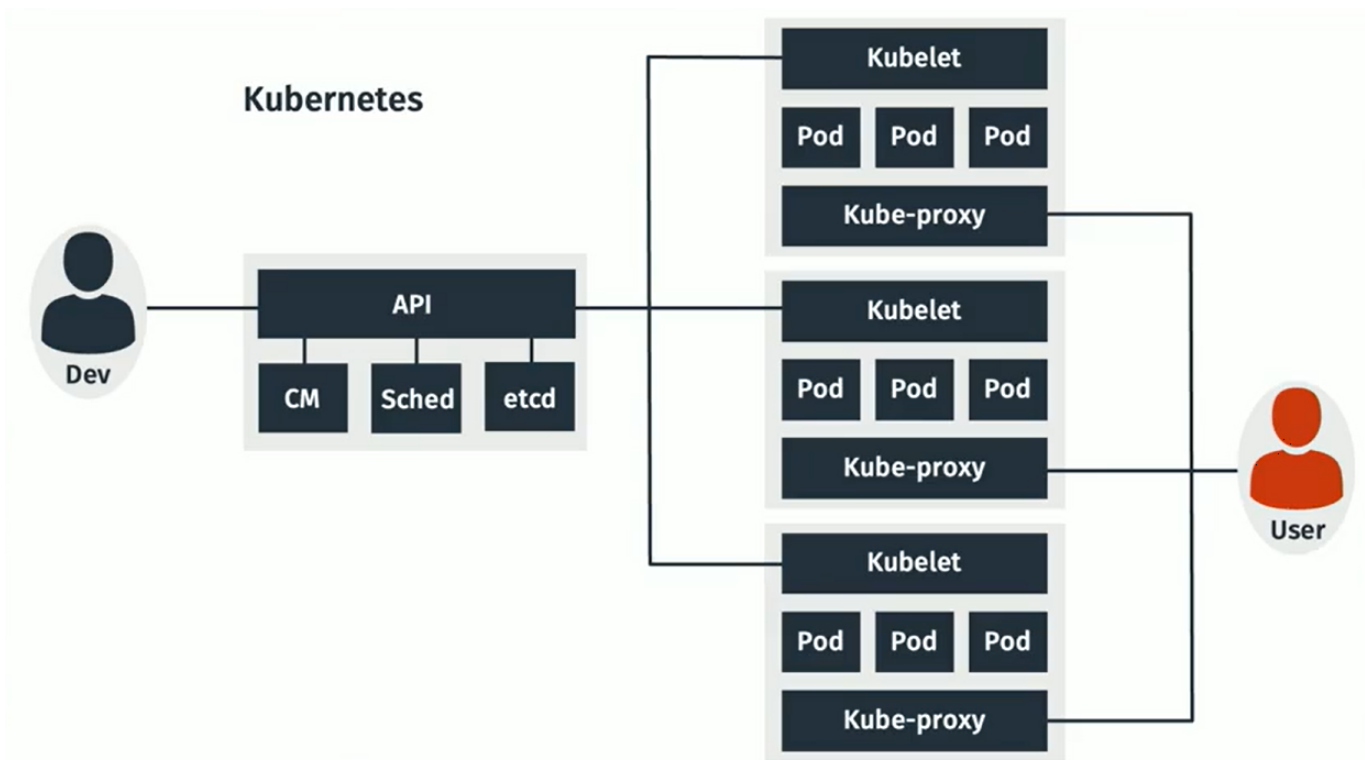 Kubernetes
Dev
API
CM Sched etcd
Kubelet
Pod Pod Pod
Kube-proxy
Kubelet
Pod Pod Pod
Kube-proxy
Kubelet
Pod Pod Pod
Kube-proxy
User